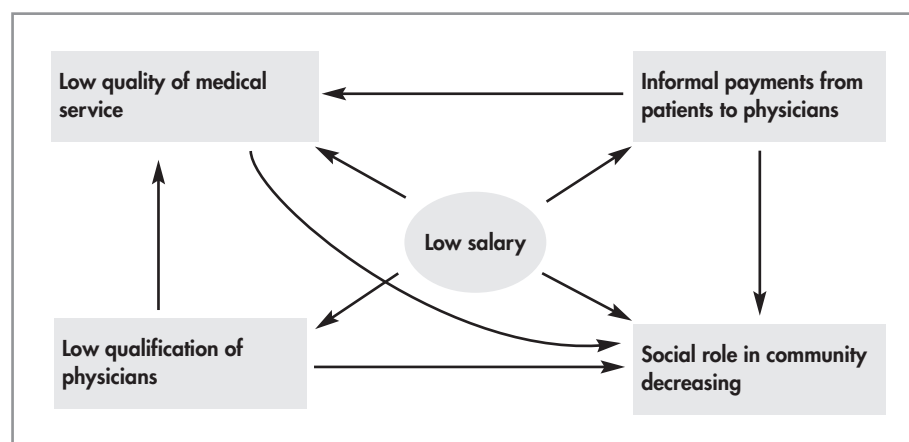 Low quality of medical
service
Informal payments from
patients to physicians
Low salary
Low qualification of
physicians
Social role in community
decreasing